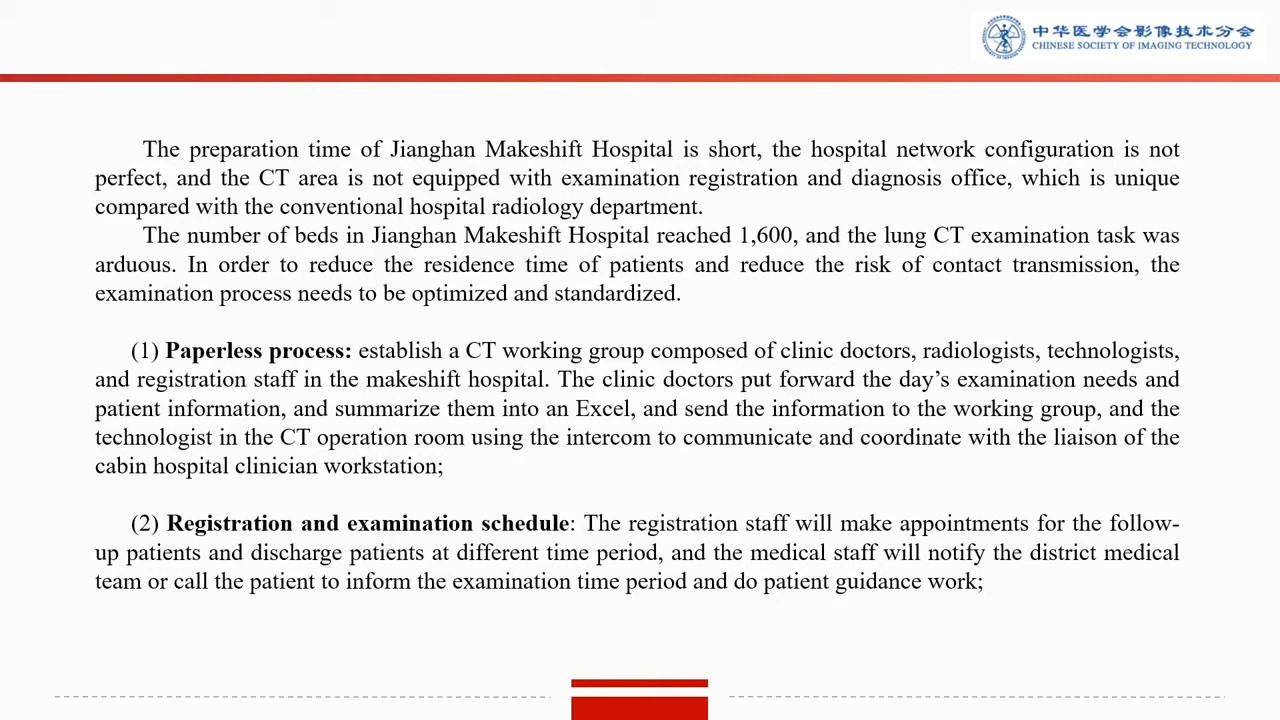 中华医学会影像技术分会
CHINESE SOCIETY OF IMAGING TECHNOLOGY
The preparation time of Jianghan Makeshift Hospital is short, the hospital network configuration is not
perfect, and the CT area is not equipped with examination registration and diagnosis office, which is unique
compared with the conventional hospital radiology department.
The number of beds in Jianghan Makeshift Hospital reached 1,600, and the lung CT examination task was
arduous. In order to reduce the residence time of patients and reduce the risk of contact transmission, the
examination process needs to be optimized and standardized.
(1) Paperless process: establish a CT working group composed of clinic doctors, radiologists, technologists,
and registration staff in the makeshift hospital. The clinic doctors put forward the day’s examination needs and
patient information, and summarize them into an Excel, and send the information to the working group, and the
technologist in the CT operation room using the intercom to communicate and coordinate with the liaison of the
cabin hospital clinician workstation;
(2) Registration and examination schedule: The registration staff will make appointments for the follow-
up patients and discharge patients at different time period, and the medical staff will notify the district medical
team or call the patient to inform the examination time period and do patient guidance work;